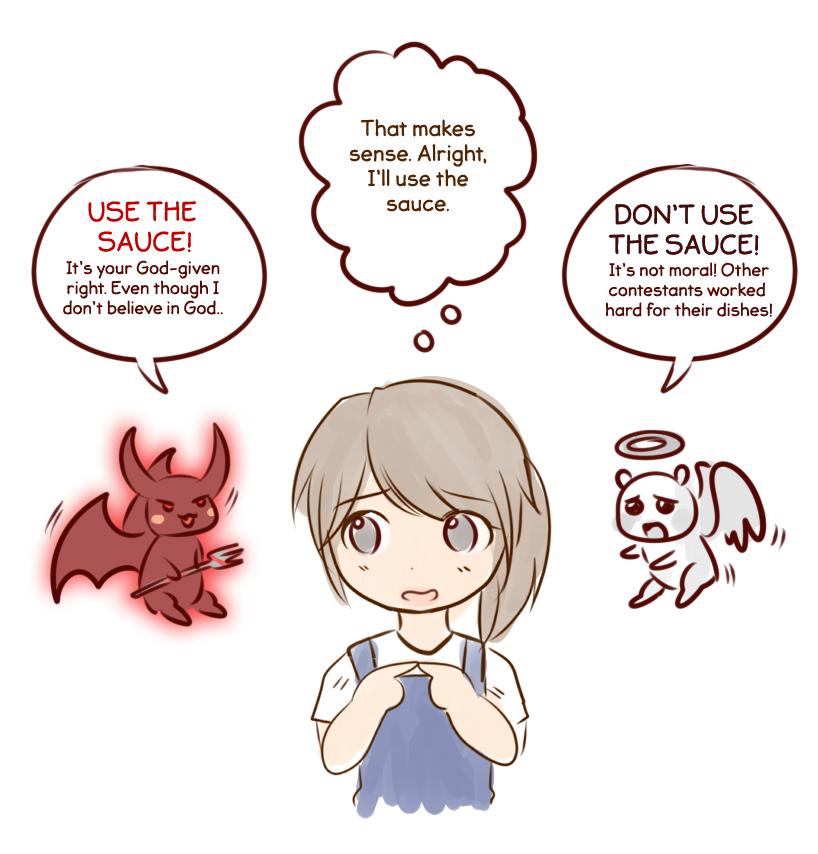 That makes
sense. Alright,
I'll use the
sauce.
USE THE
SAUCE!
It's your God-given
right. Even though I
don't believe in God..
DON'T USE
THE SAUCE!
It's not moral! Other
contestants worked
hard for their dishes!